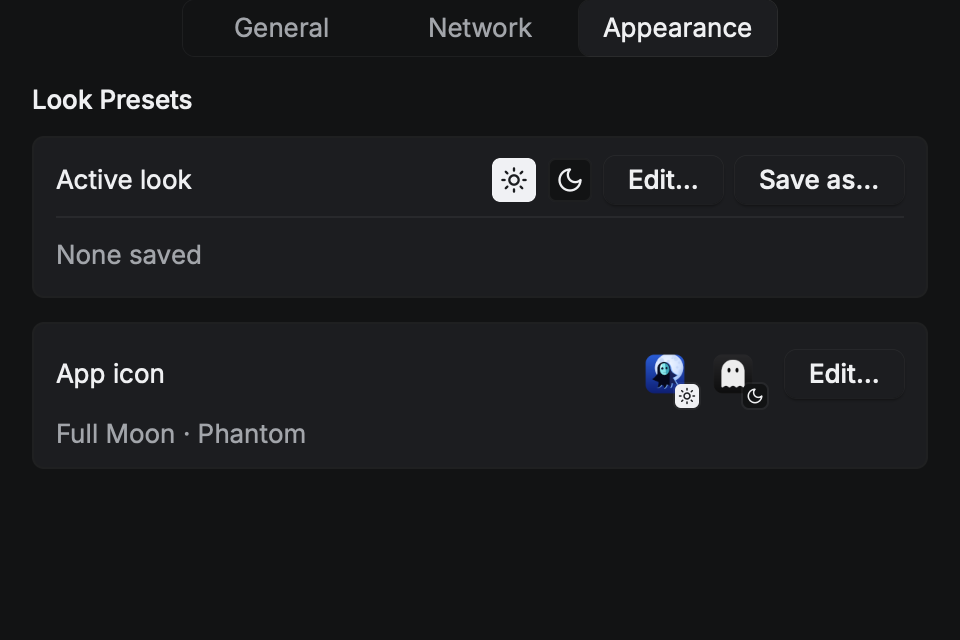 General Network Appearance
Look Presets
Active look Edit... Save as...
None saved
App icon Edit...
Full Moon · Phantom